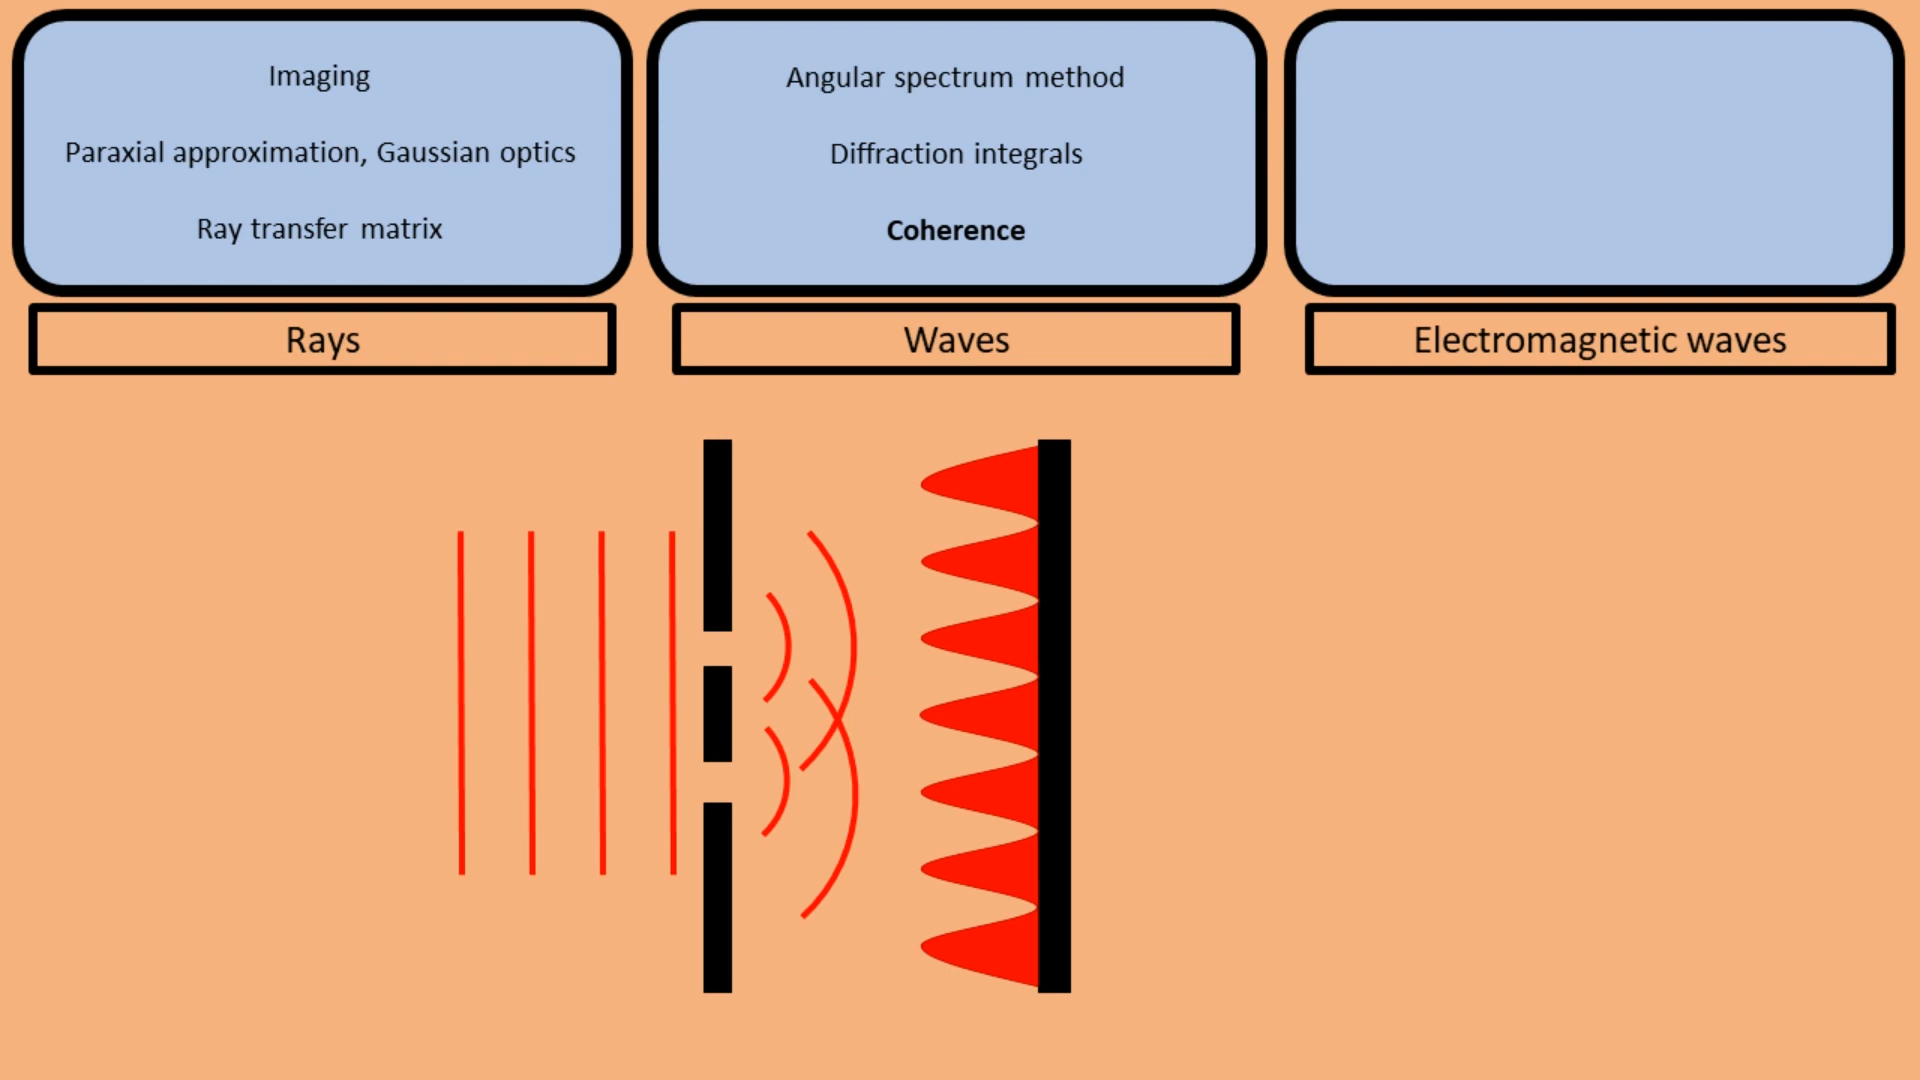 Imaging
Paraxial approximation, Gaussian optics
Ray transfer matrix
Rays
Angular spectrum method
Diffraction integrals
Coherence
Waves
Electromagnetic waves